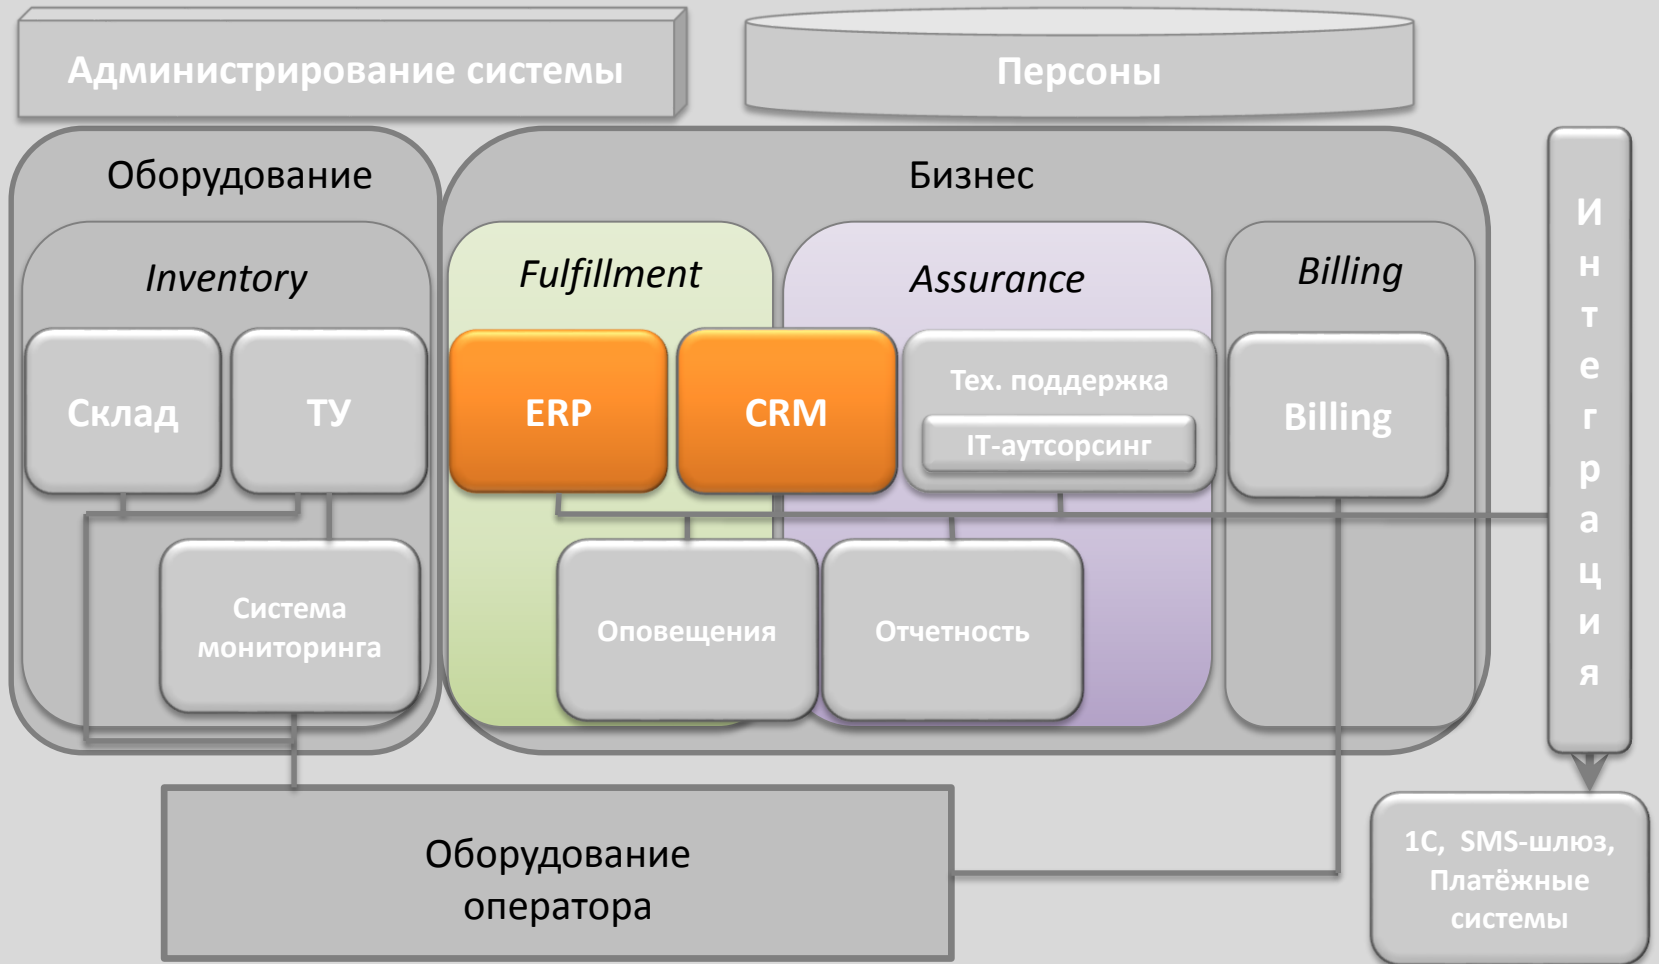 Администрирование системы
Персоны
Оборудование
Бизнес
Inventory
Fulfillment
Assurance
Billing
Склад
ТУ
ERP
CRM
Тех. поддержка
IT-аутсорсинг
Billing
Интеграция
Система
мониторинга
Оповещения
Отчетность
Оборудование
оператора
1С, SMS-шлюз,
Платёжные
системы